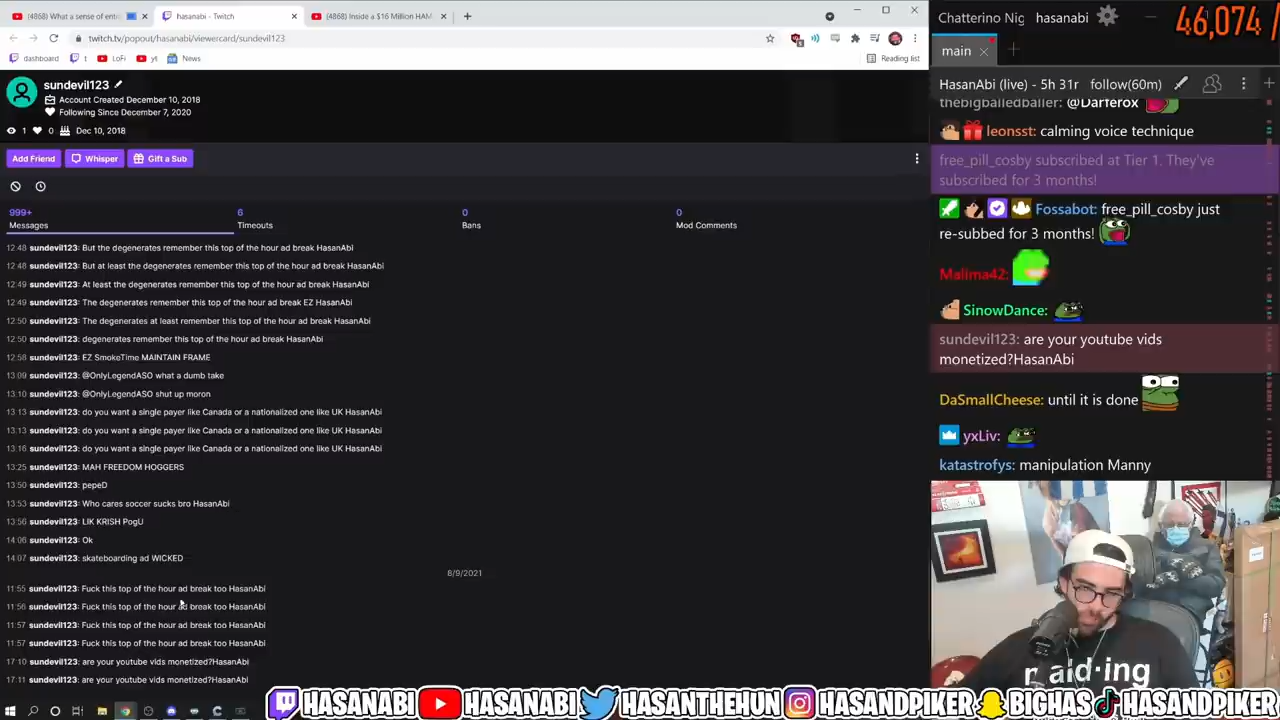 (4868) What a sense of entr
hasanabi - Twitch
(4868) Inside a $16 Million HAM
twitch.tv/popout/hasanabi/viewercard/sundevil123
dashboard
t
LoFi
yt
News
Reading list
sundevil123
Account Created December 10, 2018
Following Since December 7, 2020
1
0
Dec 10, 2018
Add Friend
Whisper
Gift a Sub
999+
Messages
6
Timeouts
0
Bans
0
Mod Comments
12:48 sundevil123: But the degenerates remember this top of the hour ad break HasanAbi
12:48 sundevil123: But at least the degenerates remember this top of the hour ad break HasanAbi
12:49 sundevil123: At least the degenerates remember this top of the hour ad break HasanAbi
12:49 sundevil123: The degenerates remember this top of the hour ad break EZ HasanAbi
12:50 sundevil123: The degenerates at least remember this top of the hour ad break HasanAbi
12:50 sundevil123: degenerates remember this top of the hour ad break HasanAbi
12:58 sundevil123: EZ SmokeTime MAINTAIN FRAME
13:09 sundevil123: @OnlyLegendASO what a dumb take
13:10 sundevil123: @OnlyLegendASO shut up moron
13:13 sundevil123: do you want a single payer like Canada or a nationalized one like UK HasanAbi
13:13 sundevil123: do you want a single payer like Canada or a nationalized one like UK HasanAbi
13:16 sundevil123: do you want a single payer like Canada or a nationalized one like UK HasanAbi
13:25 sundevil123: MAH FREEDOM HOGGERS
13:50 sundevil123: pepeD
13:53 sundevil123: Who cares soccer sucks bro HasanAbi
13:56 sundevil123: LIK KRISH PogU
14:06 sundevil123: Ok
14:07 sundevil123: skateboarding ad WICKED
8/9/2021
11:55 sundevil123: Fuck this top of the hour ad break too HasanAbi
11:56 sundevil123: Fuck this top of the hour ad break too HasanAbi
11:57 sundevil123: Fuck this top of the hour ad break too HasanAbi
11:57 sundevil123: Fuck this top of the hour ad break too HasanAbi
17:10 sundevil123: are your youtube vids monetized?HasanAbi
17:11 sundevil123: are your youtube vids monetized?HasanAbi
Chatterino Nig
hasanabi
46,074 /
main
HasanAbi (live) - 5h 31r
follow(60m)
thebigballedballer: @Darferox
leonsst: calming voice technique
free_pill_cosby subscribed at Tier 1. They've
subscribed for 3 months!
Fossabot: free_pill_cosby just
re-subbed for 3 months!
Malima42:
SinowDance:
sundevil123: are your youtube vids
monetized?HasanAbi
DaSmallCheese: until it is done
yxLiv:
katastrofys: manipulation Manny
HASANABI
HASANABI
HASANTHEHUN
HASANDPIKER
BIGHAS
HASANDPIKER